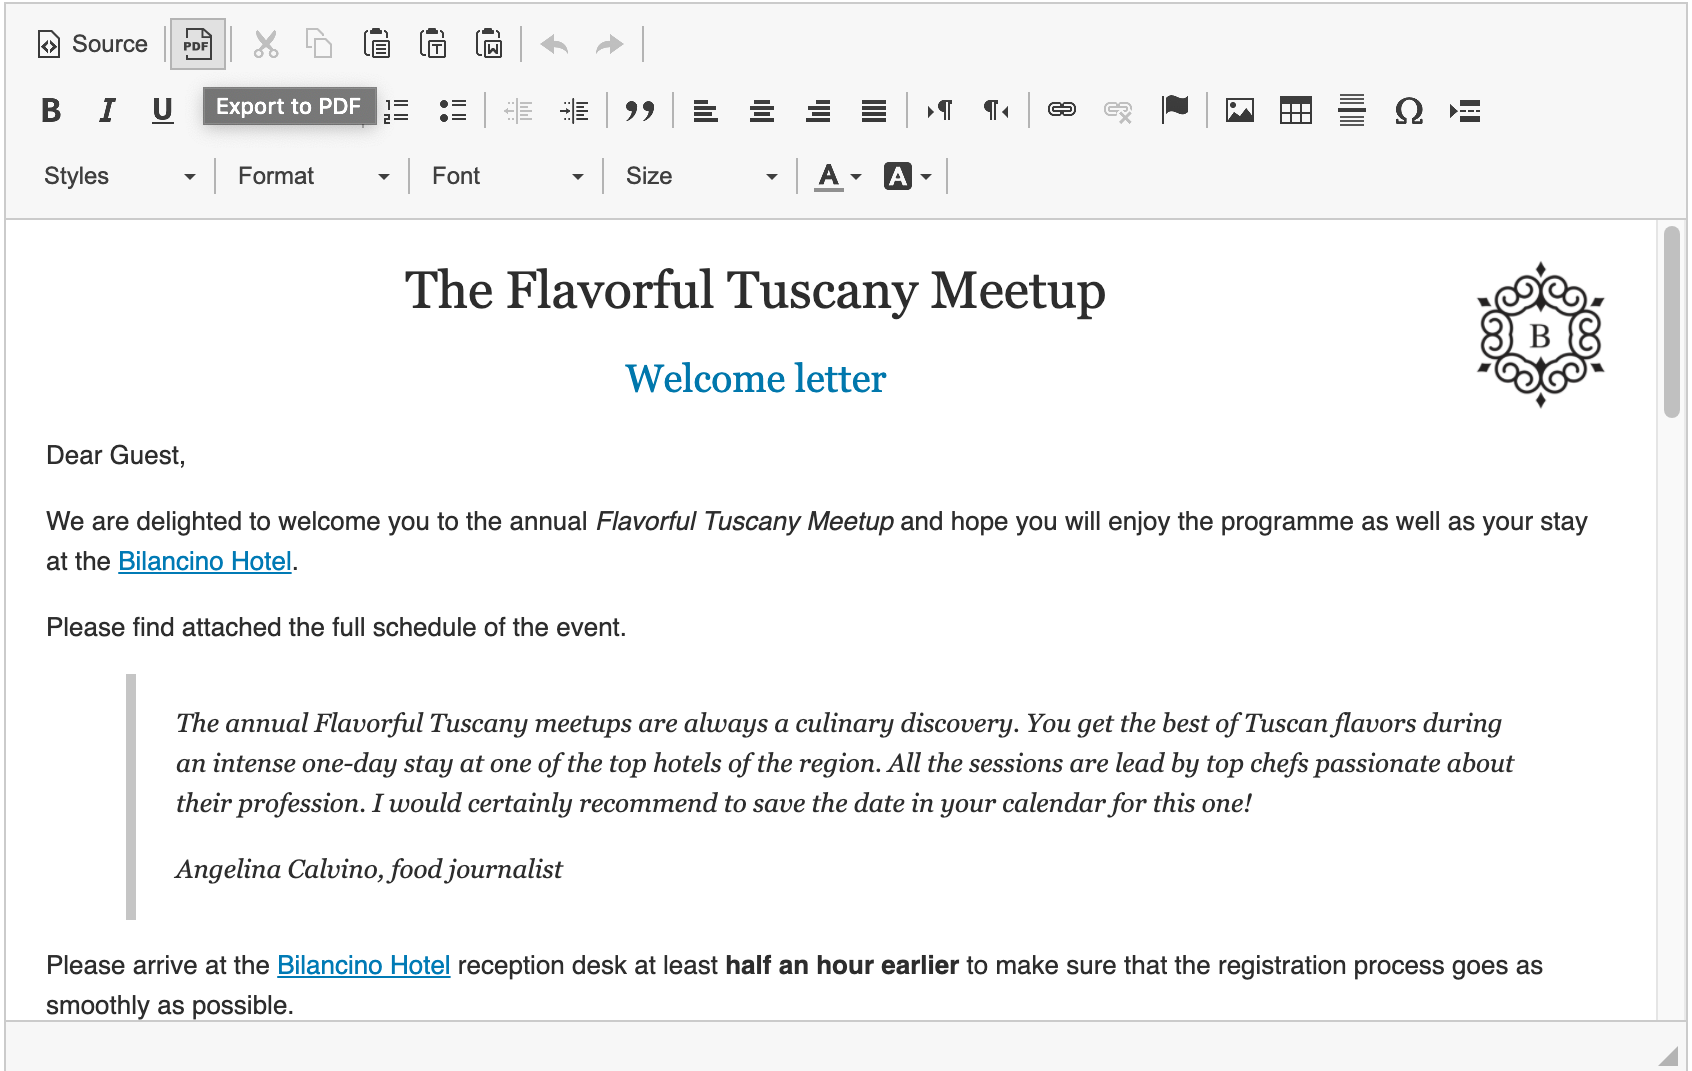 Source PDF
T W
B I U Export to PDF
Styles Format Font Size A A
The Flavorful Tuscany Meetup
B
Welcome letter
Dear Guest,
We are delighted to welcome you to the annual Flavorful Tuscany Meetup and hope you will enjoy the programme as well as your stay
at the Bilancino Hotel.
Please find attached the full schedule of the event.
The annual Flavorful Tuscany meetups are always a culinary discovery. You get the best of Tuscan flavors during
an intense one-day stay at one of the top hotels of the region. All the sessions are lead by top chefs passionate about
their profession. I would certainly recommend to save the date in your calendar for this one!
Angelina Calvino, food journalist
Please arrive at the Bilancino Hotel reception desk at least half an hour earlier to make sure that the registration process goes as
smoothly as possible.